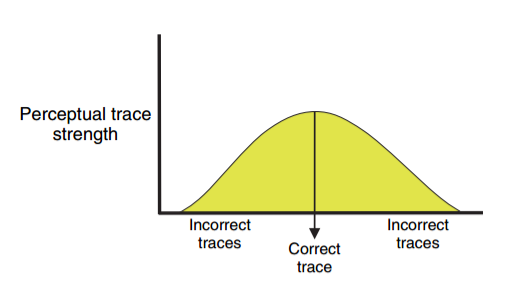 Perceptual trace
strength
Incorrect
traces
Correct
trace
Incorrect
traces